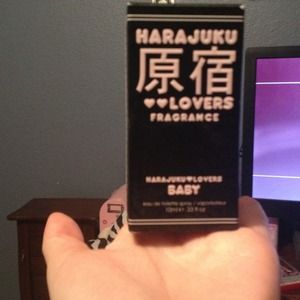 HARAJUKU
原宿
♥♥LOVERS
FRAGRANCE
HARAJUKU♥LOVERS
BABY
eau de toilette spray / vaporisateur
10ml ℮ .33 fl oz